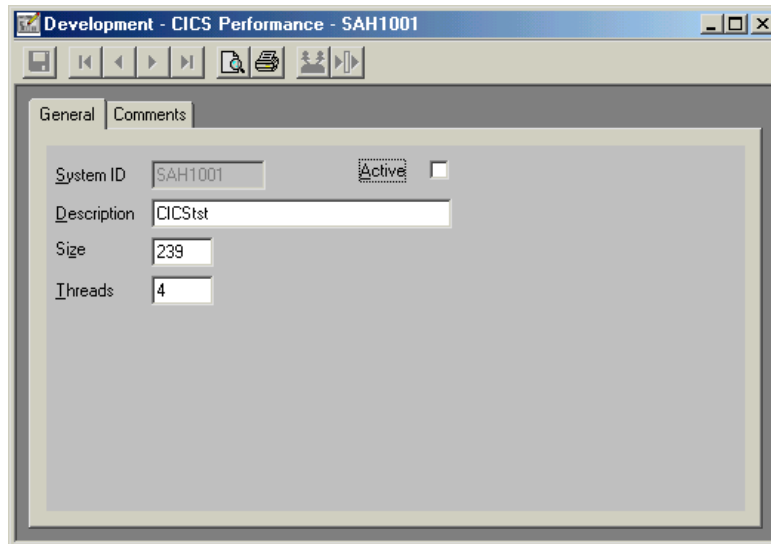 Development - CICS Performance - SAH1001
General Comments
System ID SAH1001 Active
Description CICStst
Size 239
Threads 4